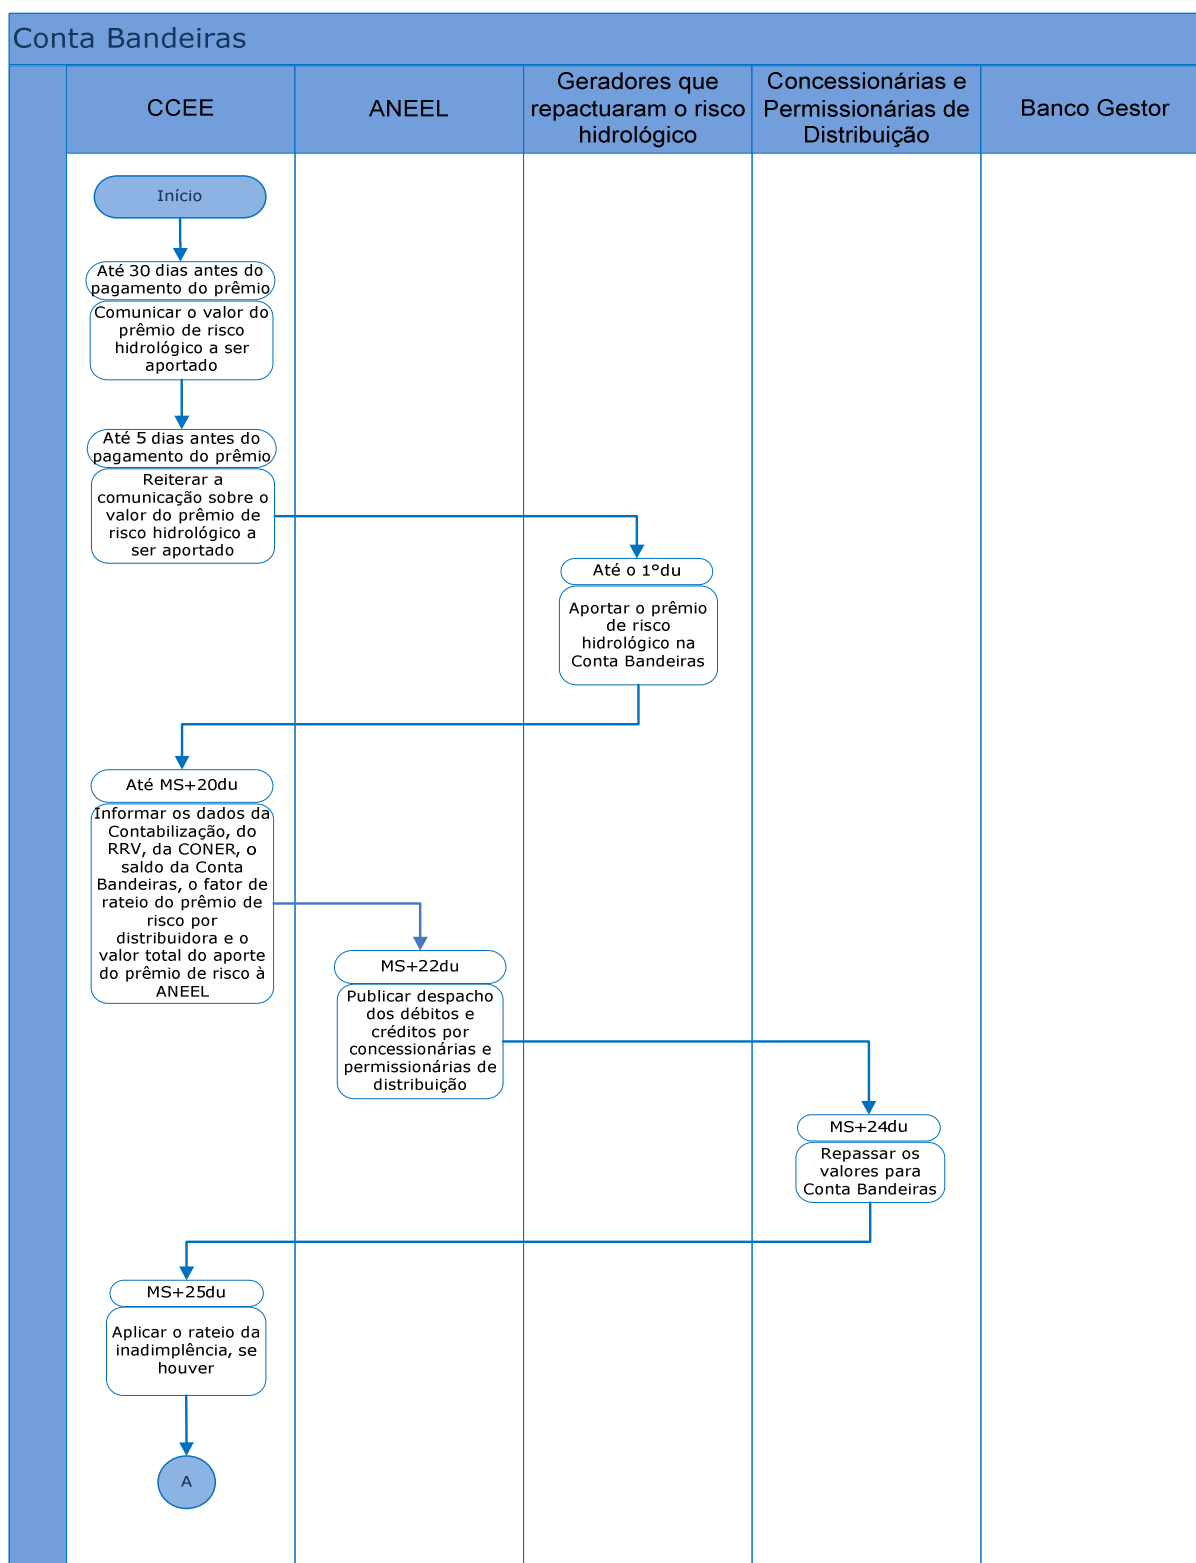 Conta Bandeiras
CCEE
ANEEL
Geradores que
repactuaram o risco
hidrológico
Concessionárias e
Permissionárias de
Distribuição
Banco Gestor
Início
Até 30 dias antes do
pagamento do prêmio
Comunicar o valor do
prêmio de risco
hidrológico a ser
aportado
Até 5 dias antes do
pagamento do prêmio
Reiterar a
comunicação sobre o
valor do prêmio de
risco hidrológico a
ser aportado
Até o 1°du
Aportar o prêmio
de risco
hidrológico na
Conta Bandeiras
Até MS+20du
Informar os dados da
Contabilização, do
RRV, da CONER, o
saldo da Conta
Bandeiras, o fator de
rateio do prêmio de
risco por
distribuidora e o
valor total do aporte
do prêmio de risco à
ANEEL
MS+22du
Publicar despacho
dos débitos e
créditos por
concessionárias e
permissionárias de
distribuição
MS+24du
Repassar os
valores para
Conta Bandeiras
MS+25du
Aplicar o rateio da
inadimplência, se
houver
A